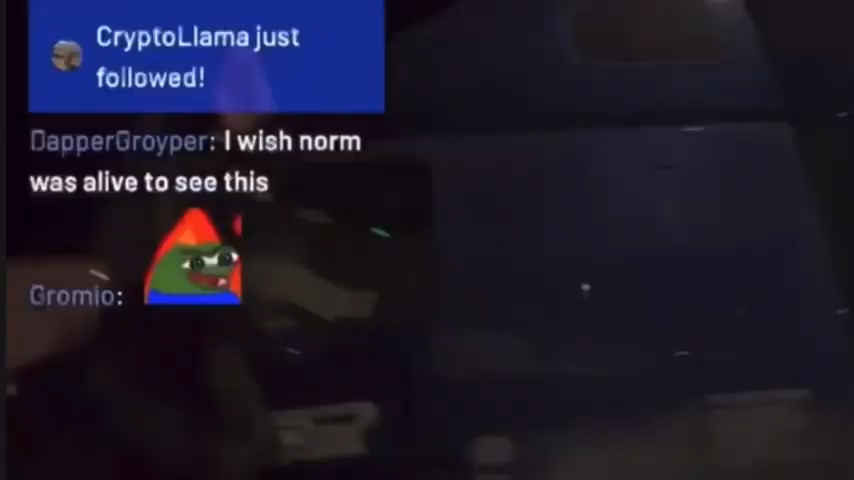 CryptoLlama just
followed!
DapperGroyper: I wish norm
was alive to see this
Gromio: